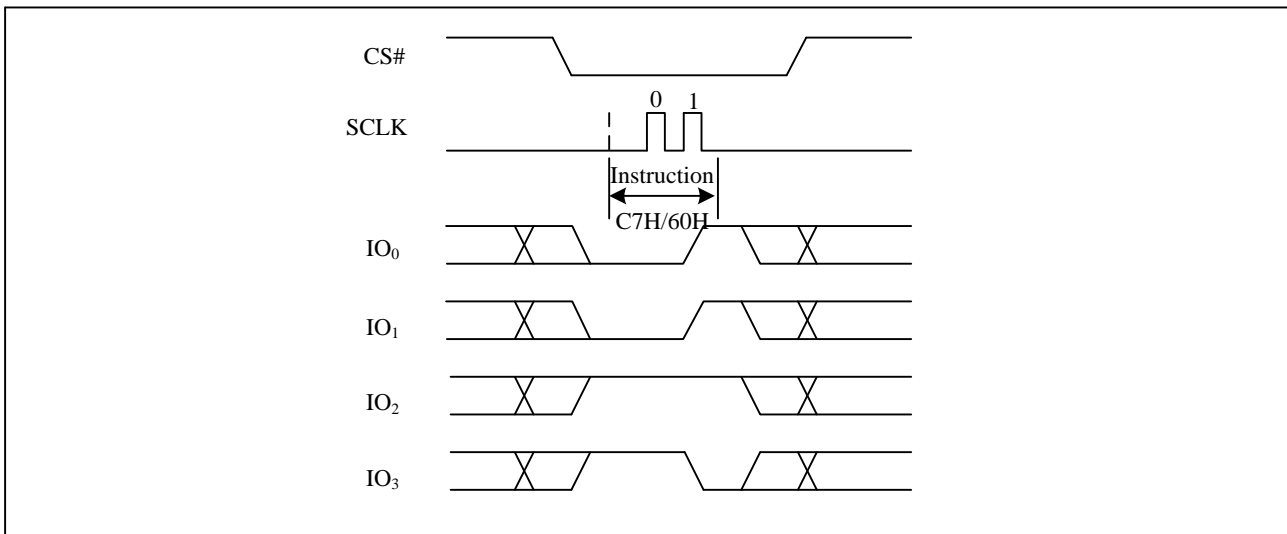 CS#
0 1
SCLK
Instruction
C7H/60H
IO₀
IO₁
IO₂
IO₃